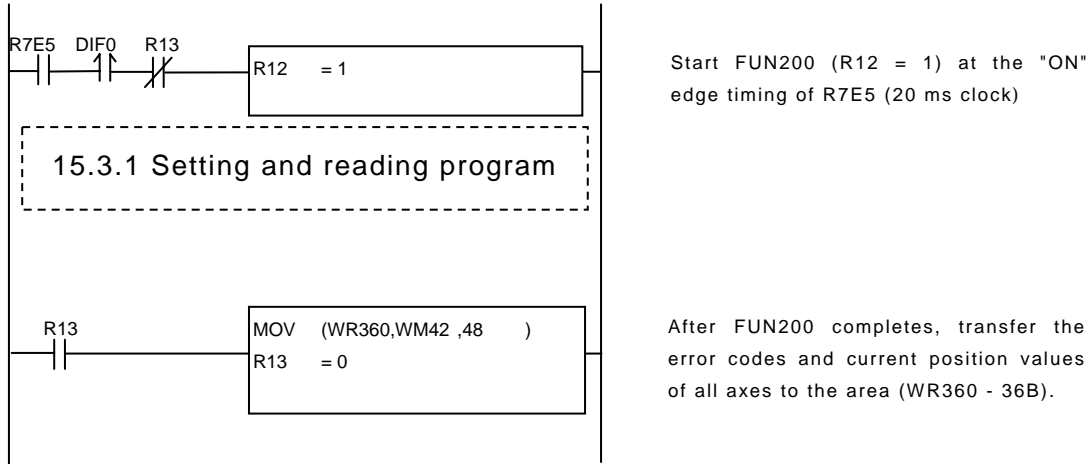 R7E5 DIF0 R13
R12 = 1
Start FUN200 (R12 = 1) at the "ON"
edge timing of R7E5 (20 ms clock)
15.3.1 Setting and reading program
R13
MOV (WR360,WM42 ,48 )
R13 = 0
After FUN200 completes, transfer the
error codes and current position values
of all axes to the area (WR360 - 36B).